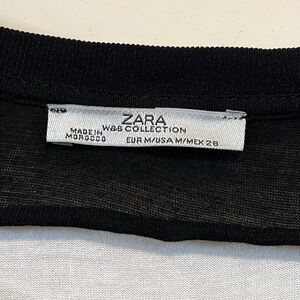 ZARA
W&B COLLECTION
MADE IN
MOROCCO
EUR M/USA M/MEX 28